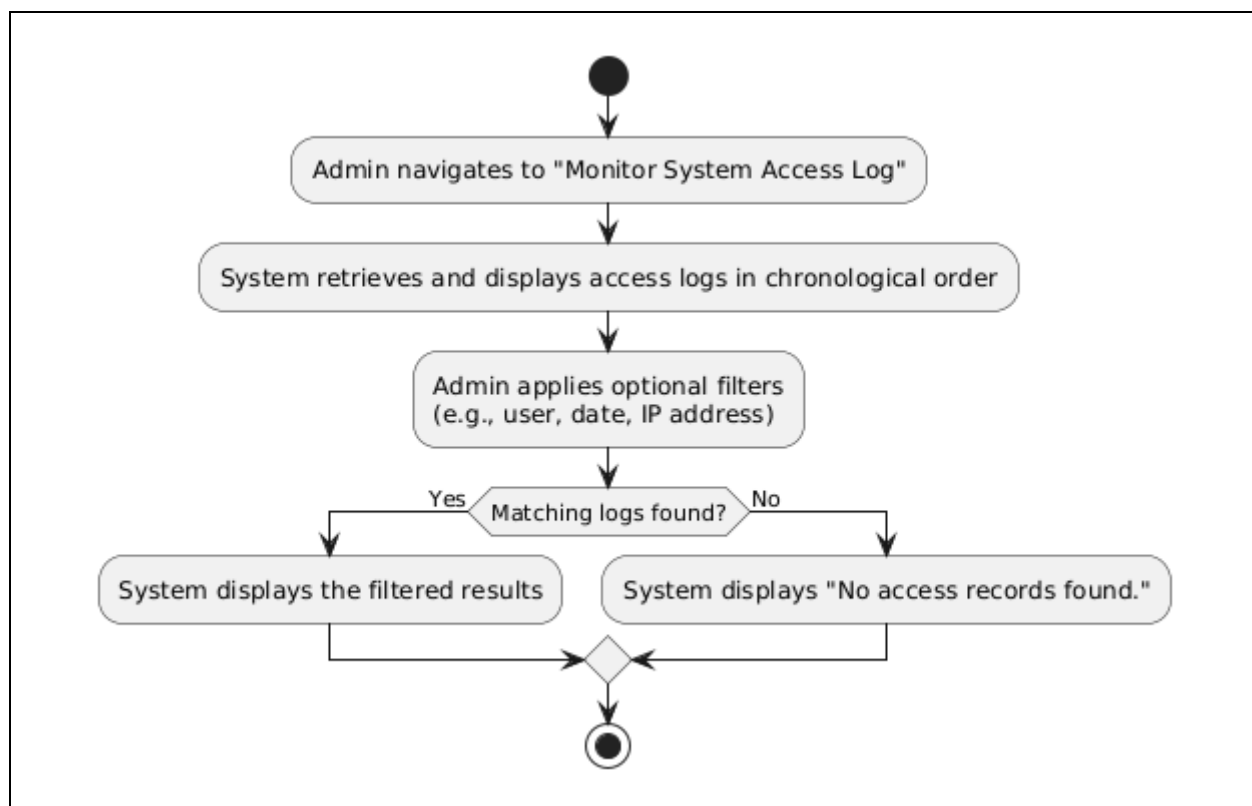 Admin navigates to "Monitor System Access Log"
System retrieves and displays access logs in chronological order
Admin applies optional filters
(e.g., user, date, IP address)
Yes
Matching logs found?
No
System displays the filtered results
System displays "No access records found."